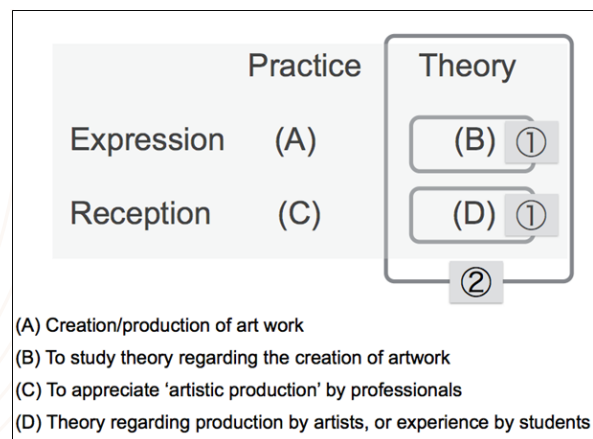 Practice Theory
Expression (A) (B) ①
Reception (C) (D) ①
②
(A) Creation/production of art work
(B) To study theory regarding the creation of artwork
(C) To appreciate ‘artistic production’ by professionals
(D) Theory regarding production by artists, or experience by students